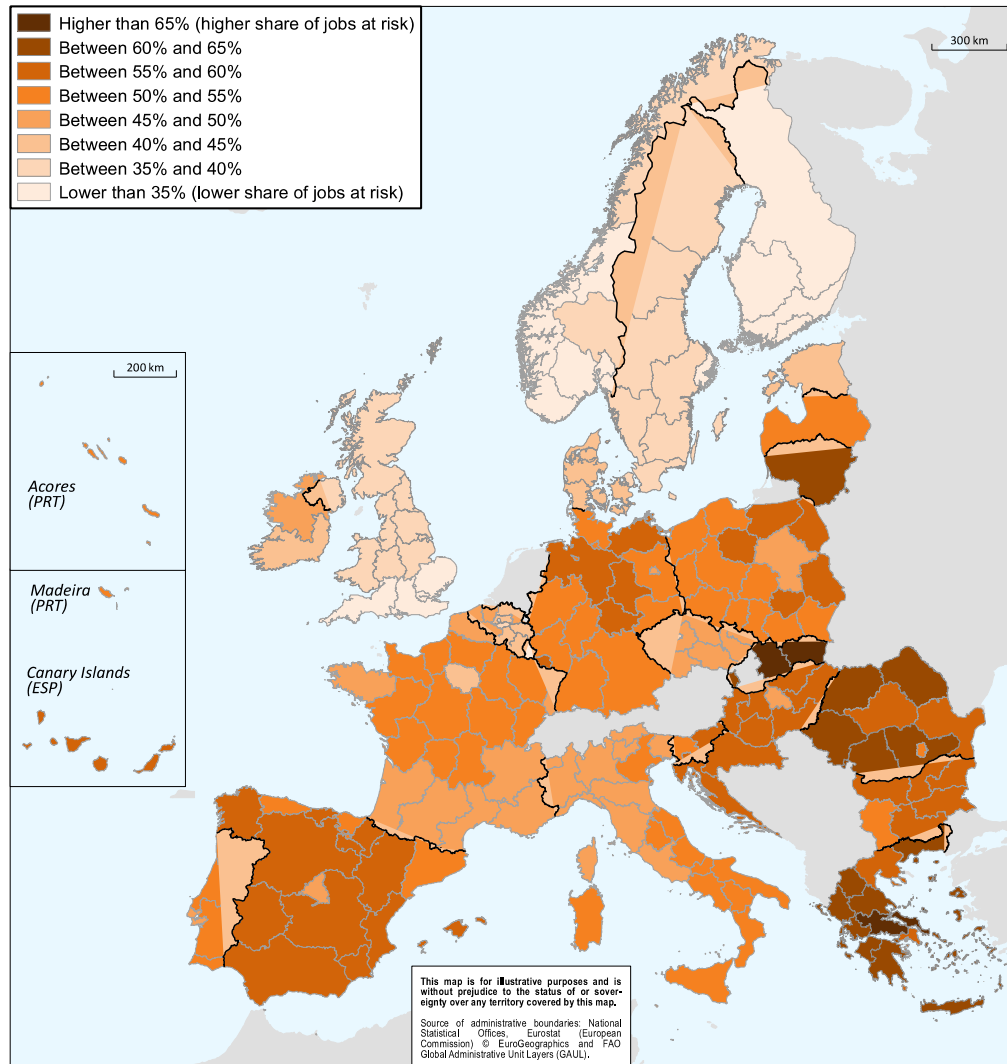 Higher than 65% (higher share of jobs at risk)
Between 60% and 65%
Between 55% and 60%
Between 50% and 55%
Between 45% and 50%
Between 40% and 45%
Between 35% and 40%
Lower than 35% (lower share of jobs at risk)
300 km
200 km
Acores
(PRT)
Madeira
(PRT)
Canary Islands
(ESP)
This map is for illustrative purposes and is
without prejudice to the status of or sover-
eignty over any territory covered by this map.
Source of administrative boundaries: National
Statistical Offices, Eurostat (European
Commission) © EuroGeographics and FAO
Global Administrative Unit Layers (GAUL).